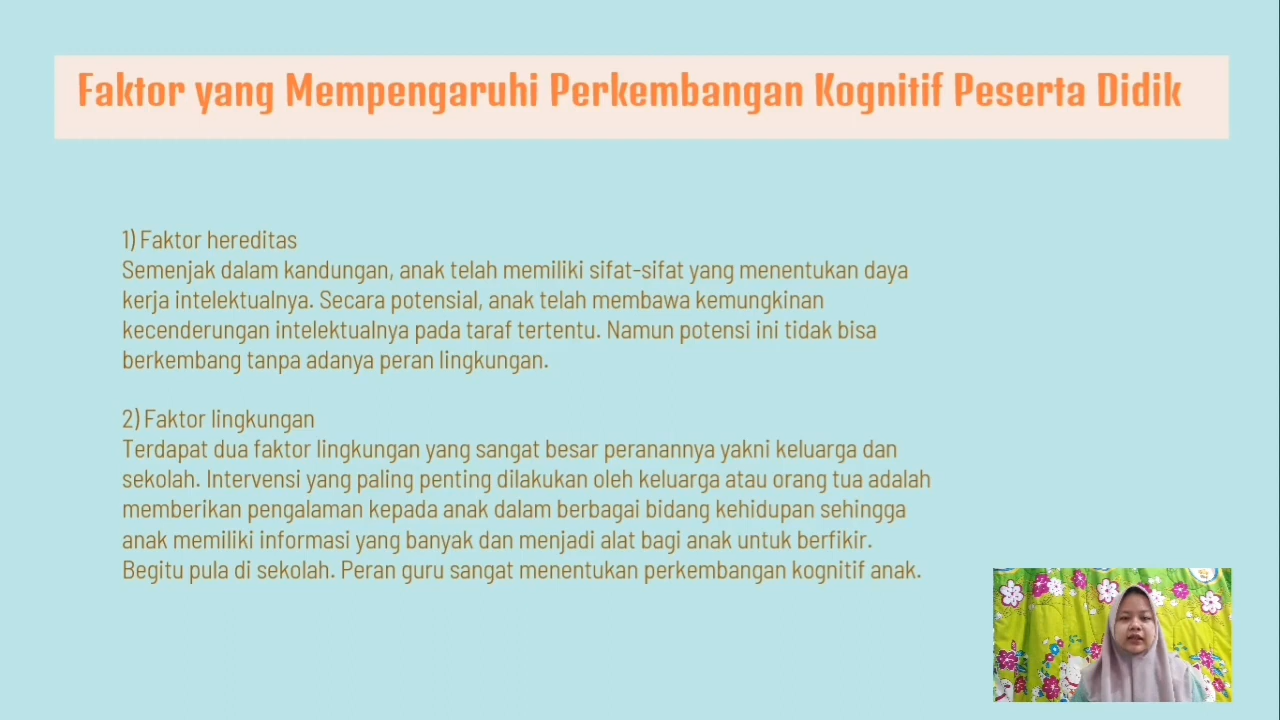 Faktor yang Mempengaruhi Perkembangan Kognitif Peserta Didik
1) Faktor hereditas
Semenjak dalam kandungan, anak telah memiliki sifat-sifat yang menentukan daya
kerja intelektualnya. Secara potensial, anak telah membawa kemungkinan
kecenderungan intelektualnya pada taraf tertentu. Namun potensi ini tidak bisa
berkembang tanpa adanya peran lingkungan.
2) Faktor lingkungan
Terdapat dua faktor lingkungan yang sangat besar peranannya yakni keluarga dan
sekolah. Intervensi yang paling penting dilakukan oleh keluarga atau orang tua adalah
memberikan pengalaman kepada anak dalam berbagai bidang kehidupan sehingga
anak memiliki informasi yang banyak dan menjadi alat bagi anak untuk berfikir.
Begitu pula di sekolah. Peran guru sangat menentukan perkembangan kognitif anak.